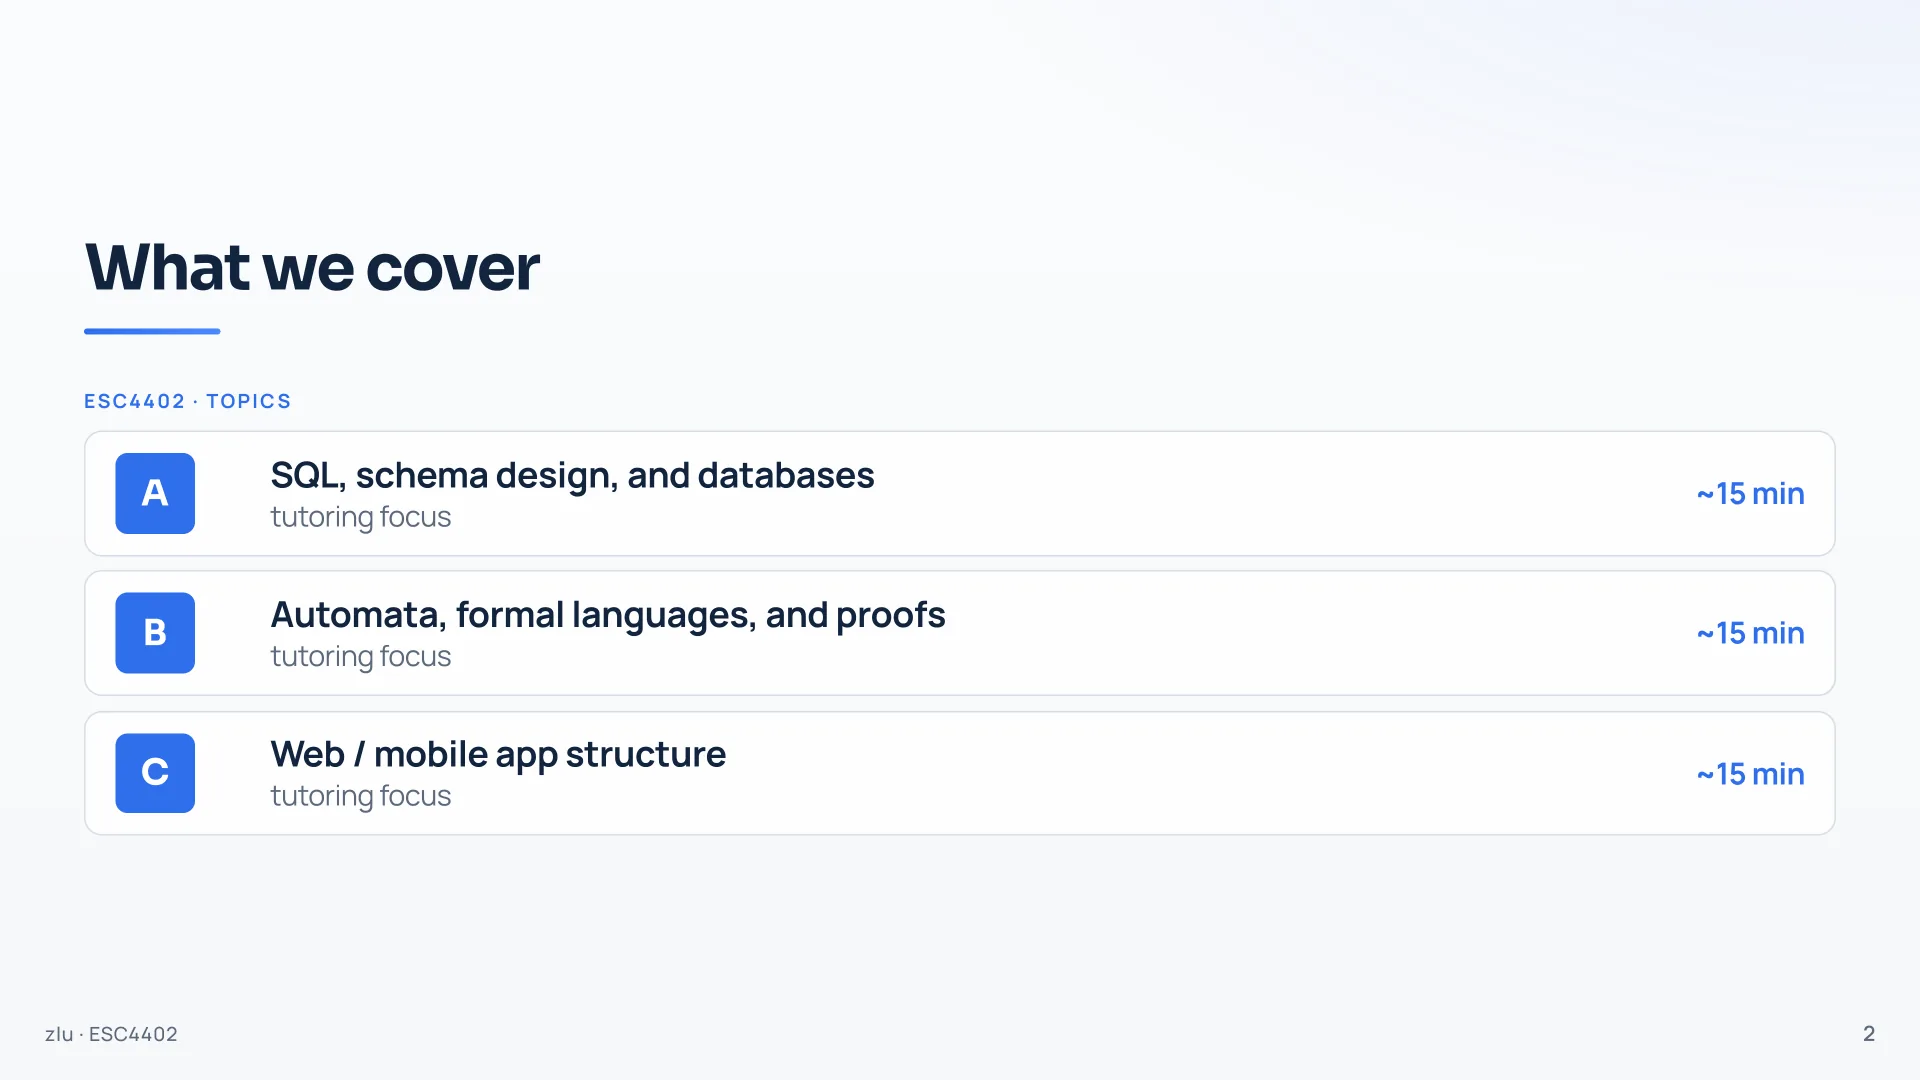 What we cover
ESC4402 · TOPICS
A
SQL, schema design, and databases
tutoring focus
~15 min
B
Automata, formal languages, and proofs
tutoring focus
~15 min
C
Web / mobile app structure
tutoring focus
~15 min
zlu · ESC4402
2